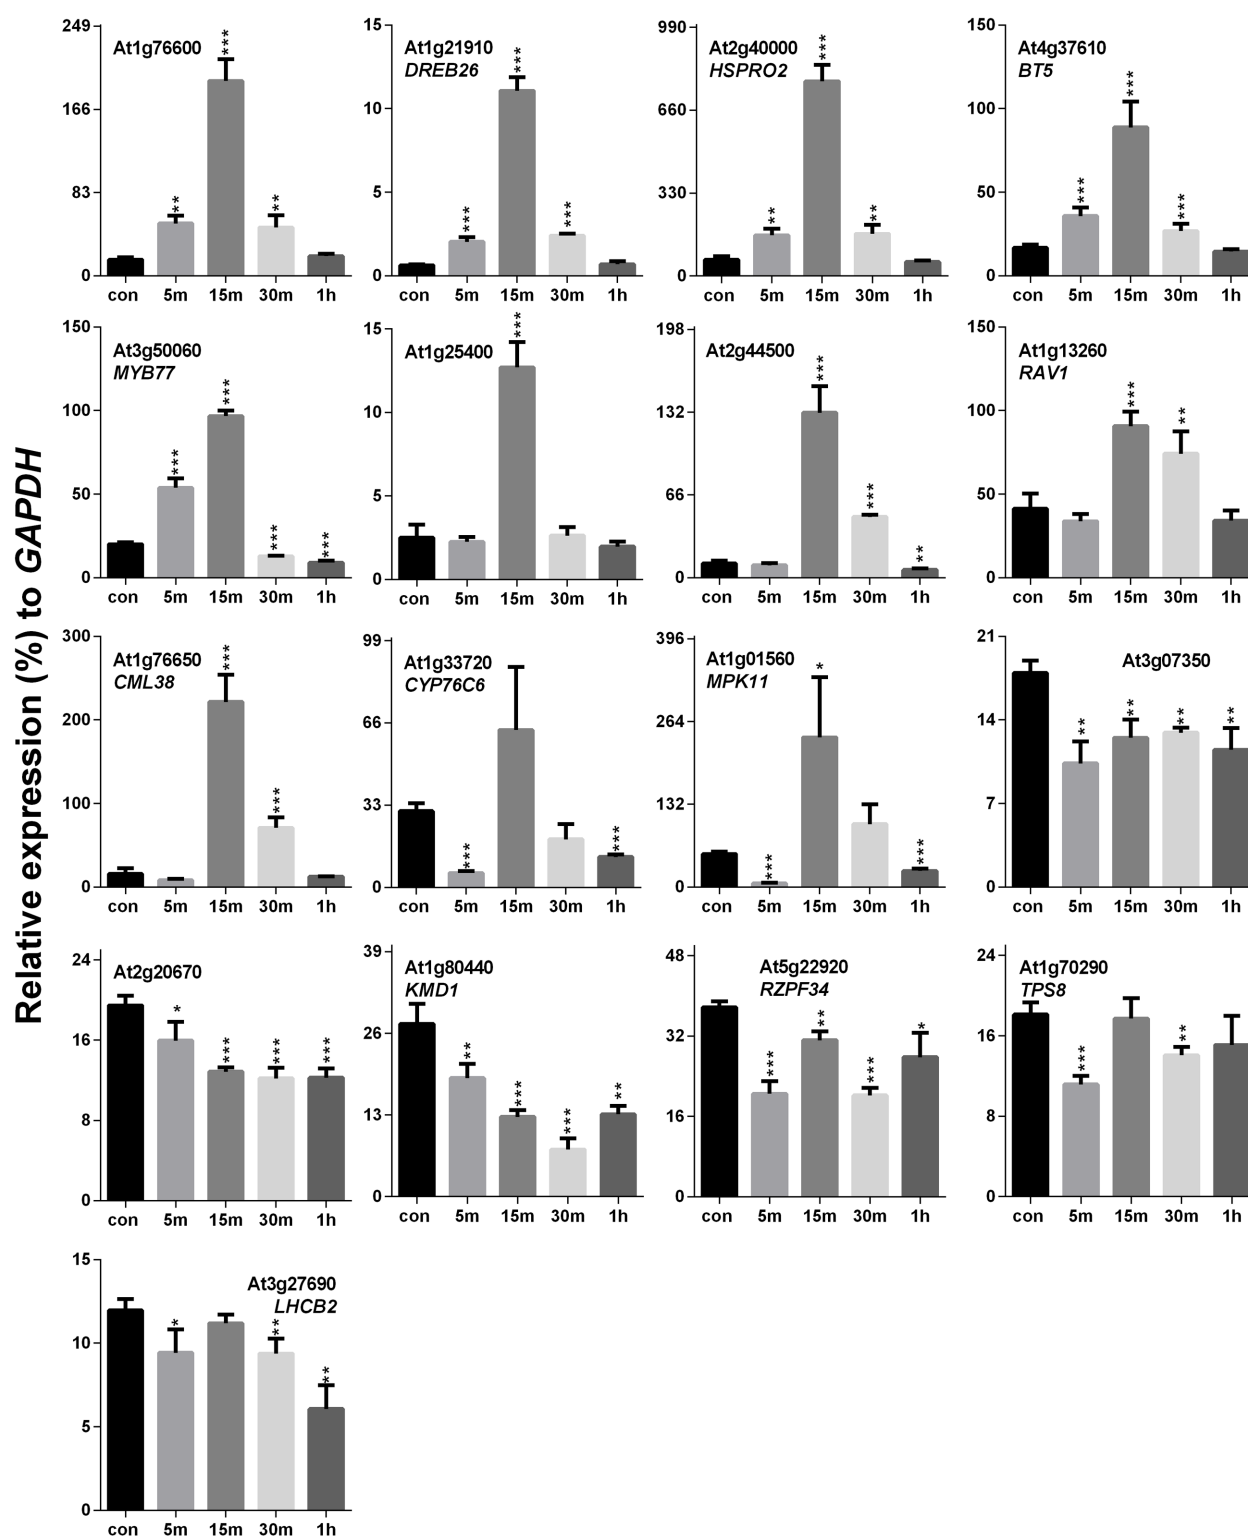 Relative expression (%) to GAPDH
249
166
83
0
At1g76600
***
**
**
con 5m 15m 30m 1h
15
10
5
0
At1g21910
DREB26
***
***
***
con 5m 15m 30m 1h
990
660
330
0
At2g40000
HSPRO2
***
**
**
con 5m 15m 30m 1h
150
100
50
0
At4g37610
BT5
***
***
***
con 5m 15m 30m 1h
150
100
50
0
At3g50060
MYB77
***
***
***
***
con 5m 15m 30m 1h
15
10
5
0
At1g25400
***
con 5m 15m 30m 1h
198
132
66
0
At2g44500
***
***
**
con 5m 15m 30m 1h
150
100
50
0
At1g13260
RAV1
***
**
con 5m 15m 30m 1h
300
200
100
0
At1g76650
CML38
***
***
con 5m 15m 30m 1h
99
66
33
0
At1g33720
CYP76C6
***
***
con 5m 15m 30m 1h
396
264
132
0
At1g01560
MPK11
*
***
***
con 5m 15m 30m 1h
21
14
7
0
At3g07350
**
**
**
**
con 5m 15m 30m 1h
24
16
8
0
At2g20670
*
***
***
***
con 5m 15m 30m 1h
39
26
13
0
At1g80440
KMD1
**
***
***
**
con 5m 15m 30m 1h
48
32
16
0
At5g22920
RZPF34
***
**
***
*
con 5m 15m 30m 1h
24
16
8
0
At1g70290
TPS8
***
**
con 5m 15m 30m 1h
15
10
5
0
At3g27690
LHCB2
*
**
**
con 5m 15m 30m 1h